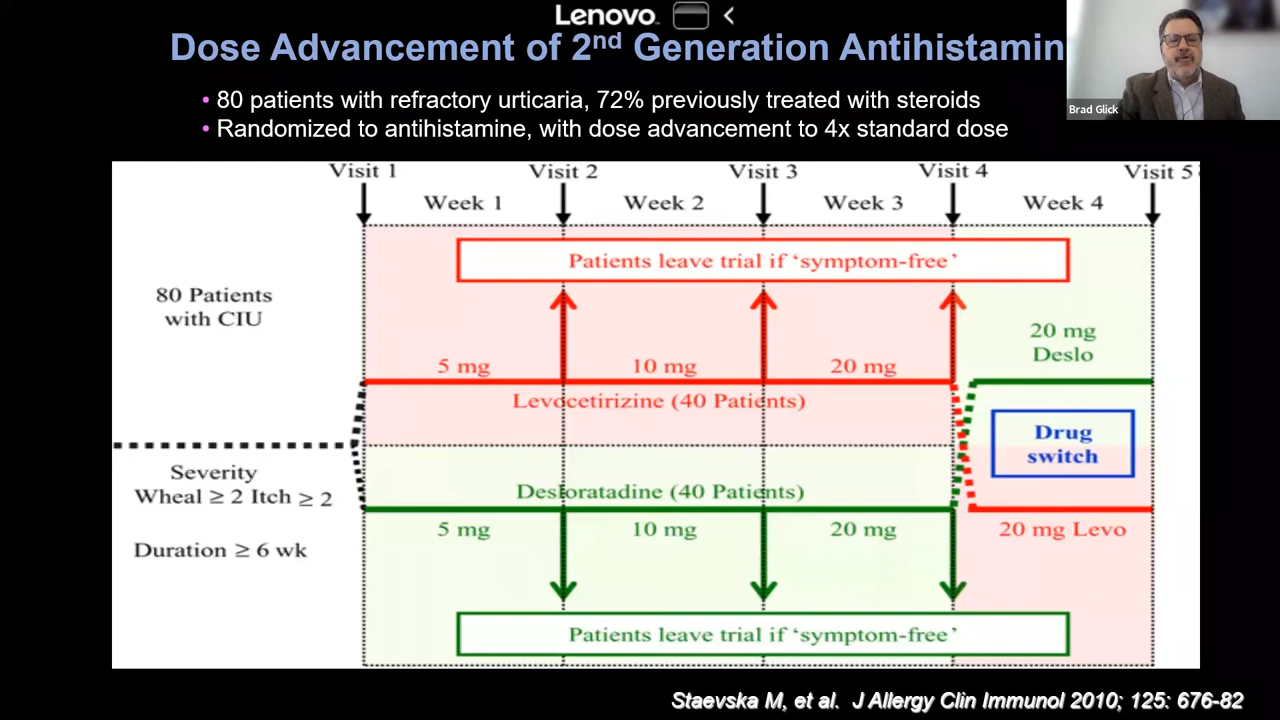 Lenovo
Dose Advancement of 2nd Generation Antihistamin
Brad Glick
• 80 patients with refractory urticaria, 72% previously treated with steroids
• Randomized to antihistamine, with dose advancement to 4x standard dose
Visit 1 Visit 2 Visit 3 Visit 4 Visit 5
Week 1 Week 2 Week 3 Week 4
Patients leave trial if ‘symptom-free’
80 Patients
with CIU
20 mg
Deslo
5 mg 10 mg 20 mg
Levocetirizine (40 Patients)
Drug
switch
Severity
Wheal ≥ 2 Itch ≥ 2
Desloratadine (40 Patients)
5 mg 10 mg 20 mg 20 mg Levo
Duration ≥ 6 wk
Patients leave trial if ‘symptom-free’
Staevska M, et al. J Allergy Clin Immunol 2010; 125: 676-82